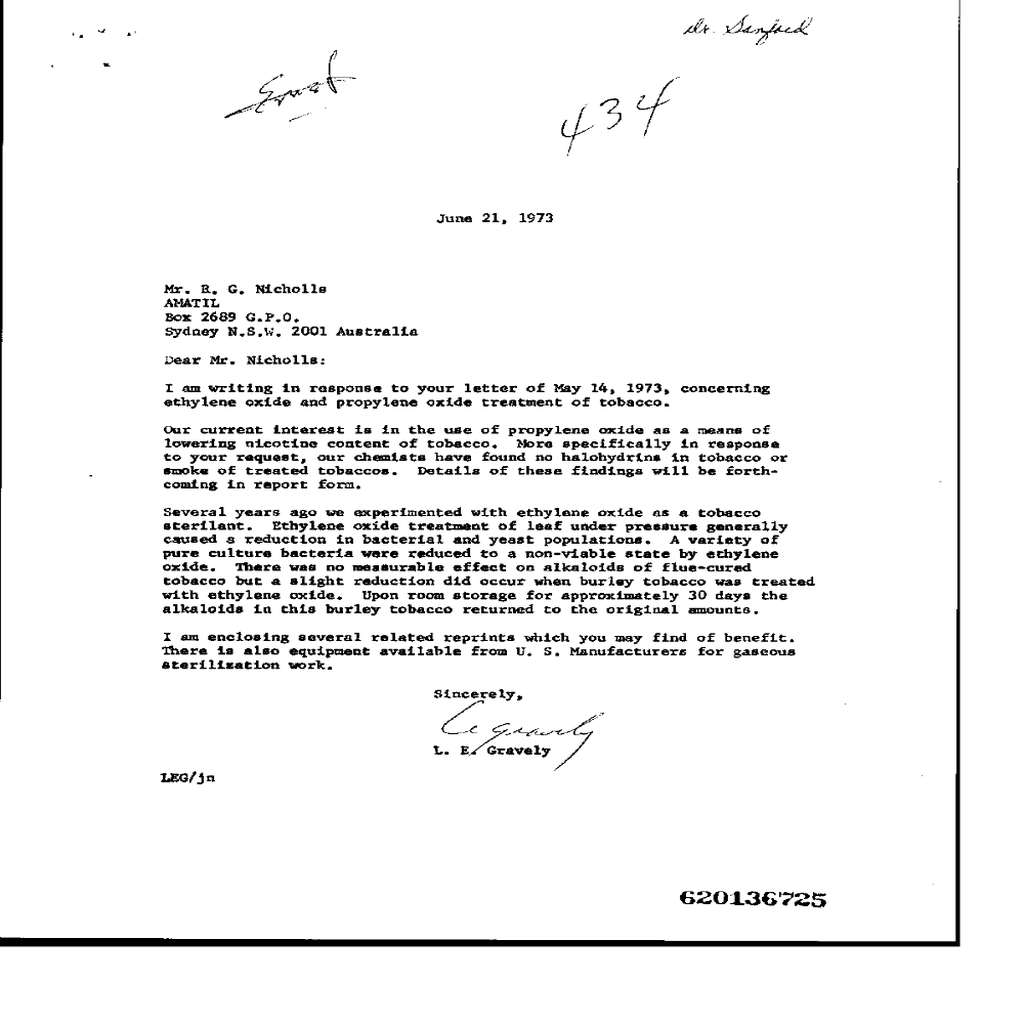 Dr. Sanford
434
June 21, 1973
Mr. R. G. Nicholls
AMATIL
Box 2689 G.P.O.
Sydney N.S.W. 2001 Australia
Dear Mr. Nicholls:
I am writing in response to your letter of May 14, 1973, concerning
ethylene oxide and propylene oxide treatment of tobacco.
Our current interest is in the use of propylene oxide as a means of
lowering nicotine content of tobacco. More specifically in response
to your request, our chemists have found no halohydrins in tobacco or
smoke of treated tobaccos. Details of these findings will be forth-
coming in report form.
Several years ago we experimented with ethylene oxide as a tobacco
sterilant. Ethylene oxide treatment of leaf under pressure generally
caused a reduction in bacterial and yeast populations. A variety of
pure culture bacteria were reduced to a non-viable state by ethylene
oxide. There was no measurable effect on alkaloids of flue-cured
tobacco but a slight reduction did occur when burley tobacco was treated
with ethylene oxide. Upon room storage for approximately 30 days the
alkaloids in this burley tobacco returned to the original amounts.
I am enclosing several related reprints which you may find of benefit.
There is also equipment available from U. S. Manufacturers for gaseous
sterilization work.
Sincerely,
L. E. Gravely
LEG/jn
620136725